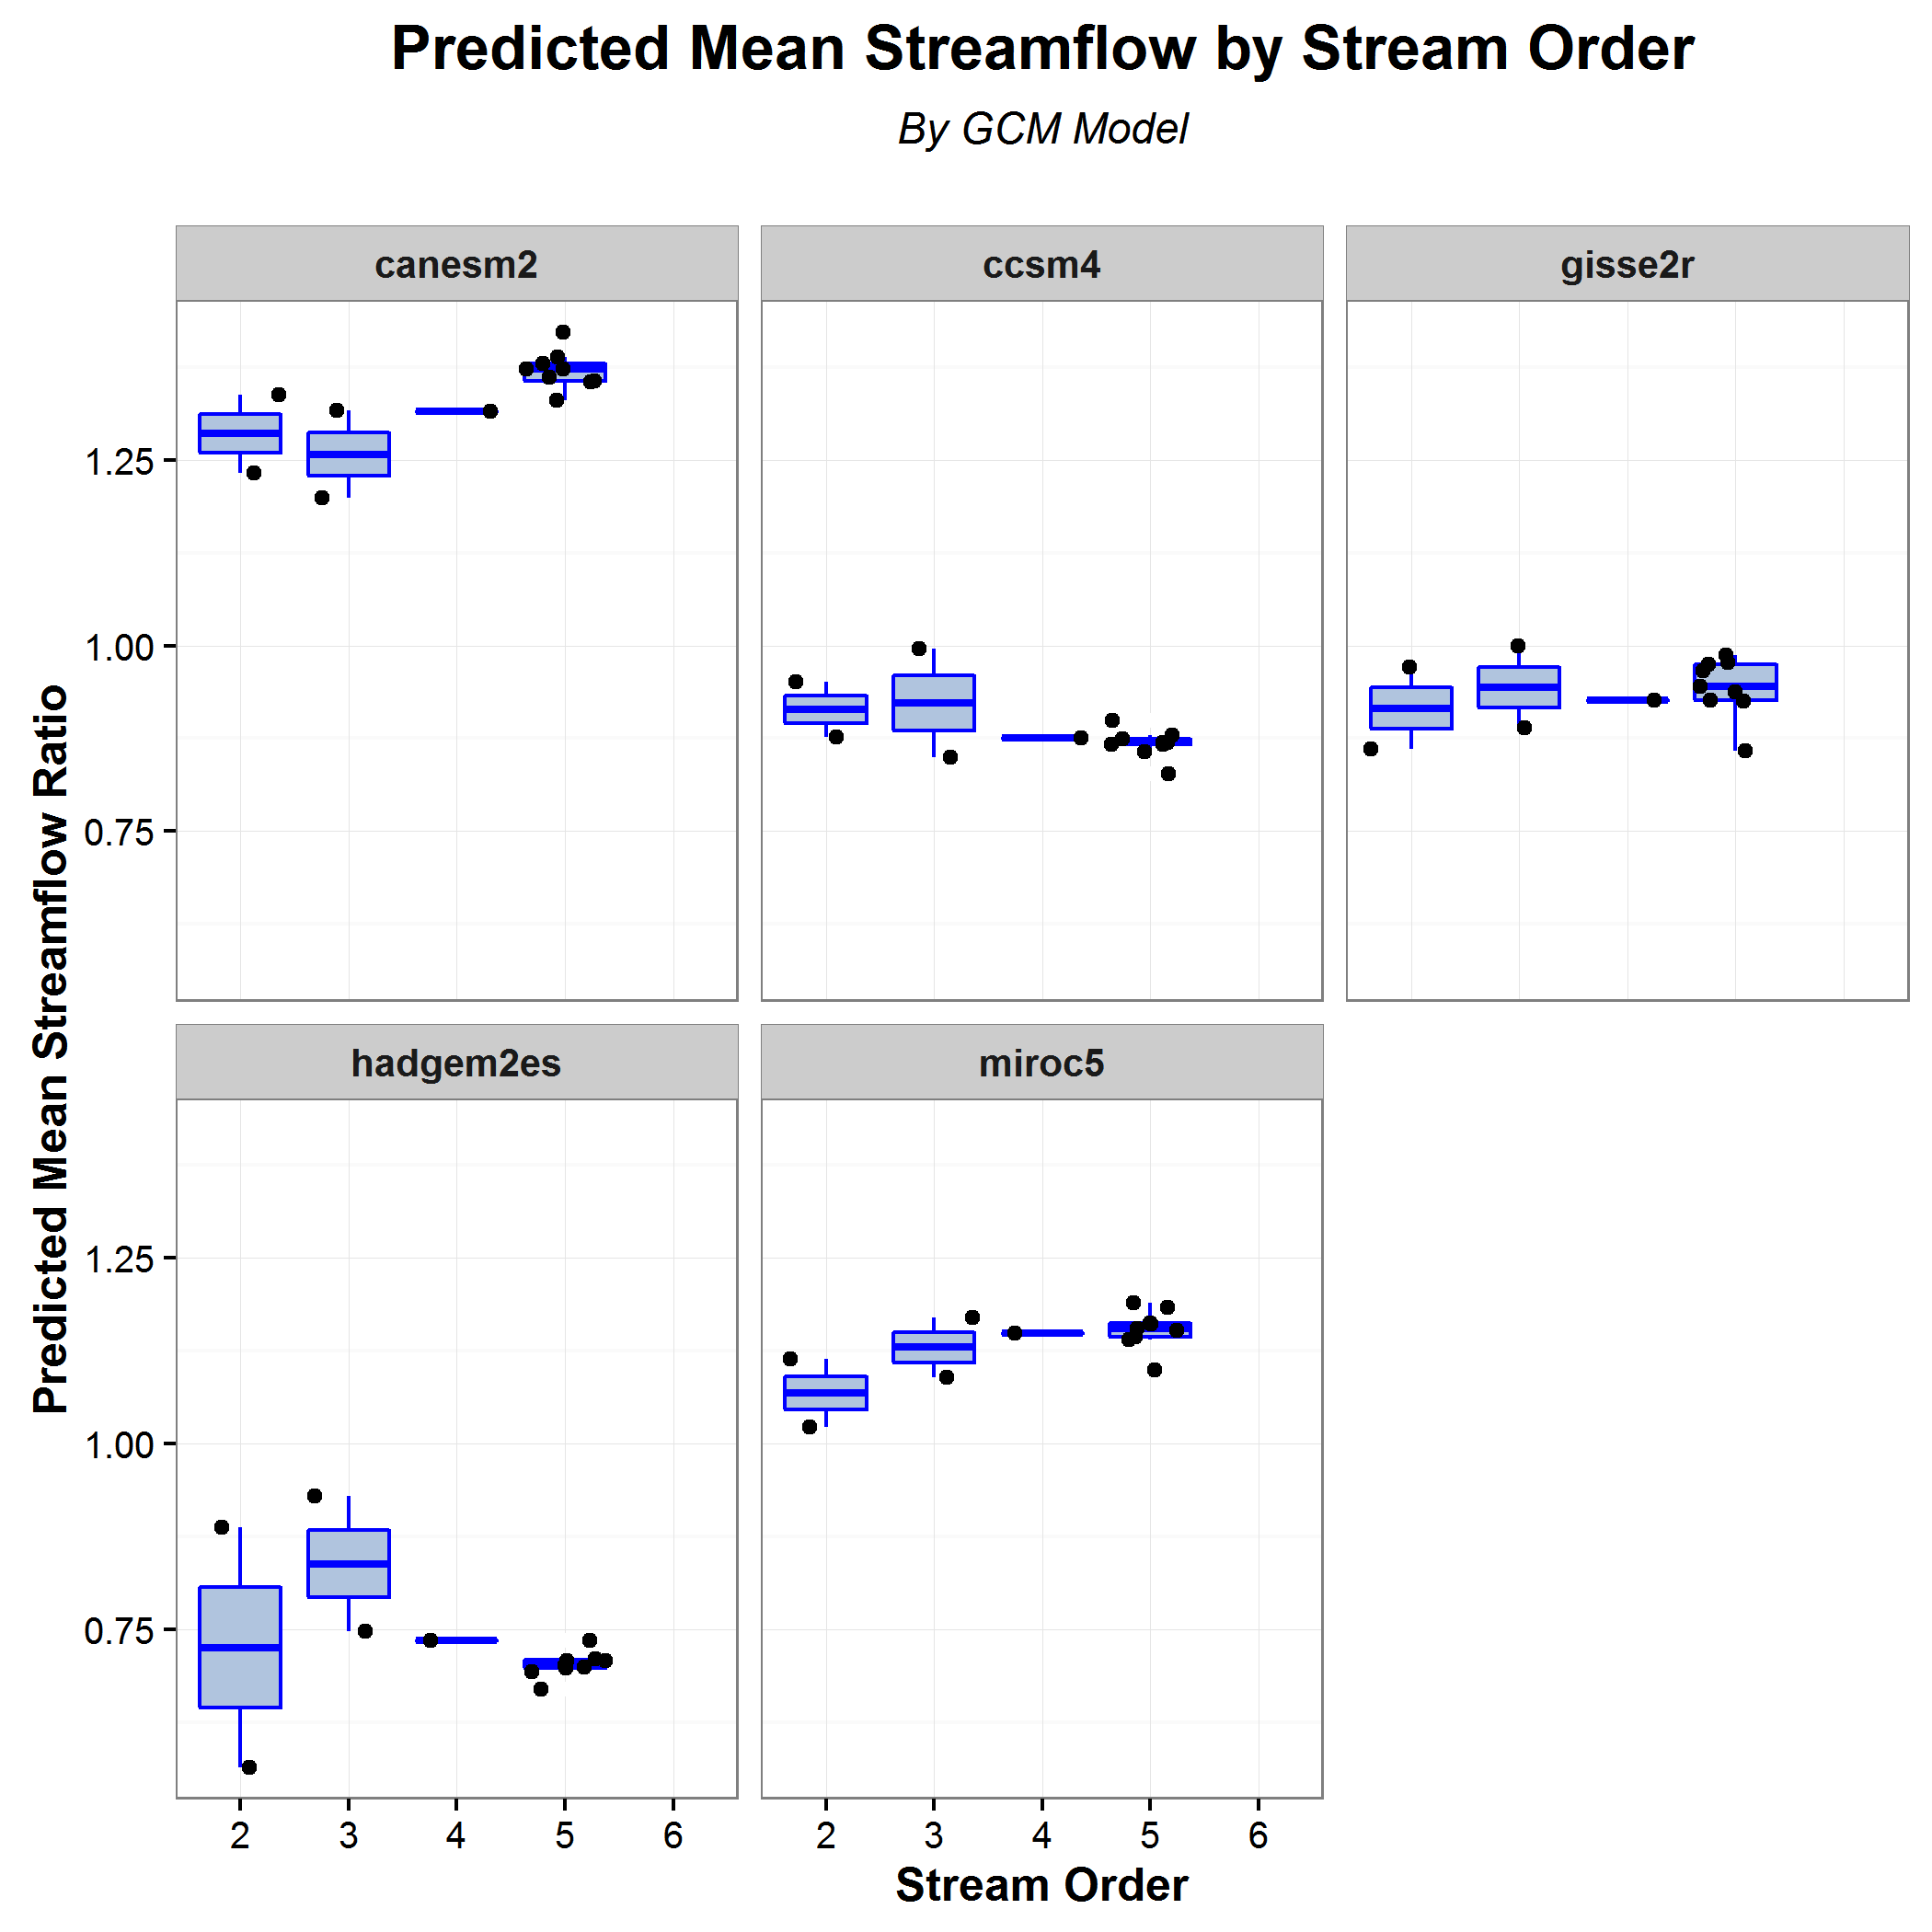 Predicted Mean Streamflow by Stream Order
By GCM Model
canesm2
ccsm4
gisse2r
1.25
1.00
0.75
Predicted Mean Streamflow Ratio
hadgem2es
miroc5
1.25
1.00
0.75
2 3 4 5 6
2 3 4 5 6
Stream Order